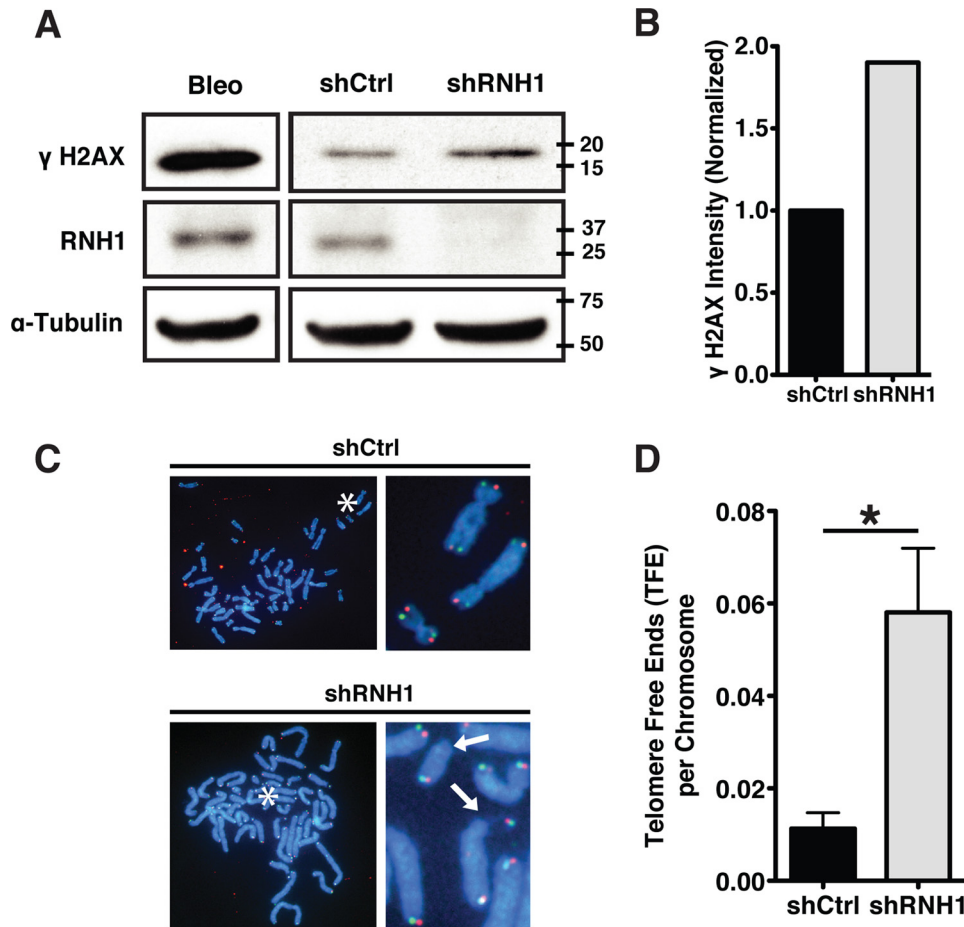 A
Bleo
shCtrl
shRNH1
γ H2AX
20
15
RNH1
37
25
α-Tubulin
75
50
B
γ H2AX Intensity (Normalized)
2.0
1.5
1.0
0.5
0.0
shCtrl
shRNH1
C
shCtrl
*
shRNH1
*
D
Telomere Free Ends (TFE)
per Chromosome
0.08
0.06
0.04
0.02
0.00
*
shCtrl
shRNH1